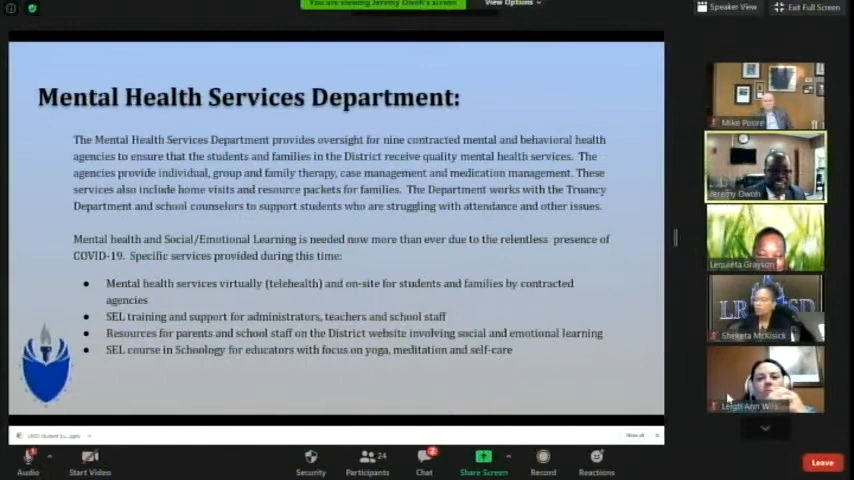 You are viewing Jeremy Owoh's screen
View Options
Speaker View
Exit Full Screen
Mental Health Services Department:
The Mental Health Services Department provides oversight for nine contracted mental and behavioral health
agencies to ensure that the students and families in the District receive quality mental health services. The
agencies provide individual, group and family therapy, case management and medication management. These
services also include home visits and resource packets for families. The Department works with the Truancy
Department and school counselors to support students who are struggling with attendance and other issues.
Mental health and Social/Emotional Learning is needed now more than ever due to the relentless presence of
COVID-19. Specific services provided during this time:
● Mental health services virtually (telehealth) and on-site for students and families by contracted
agencies
● SEL training and support for administrators, teachers and school staff
● Resources for parents and school staff on the District website involving social and emotional learning
● SEL course in Schoology for educators with focus on yoga, meditation and self-care
Mike Poore
Jeremy Owoh
Lequieta Grayson
Sheketa McKisick
Leigh Ann Wils
Show all
Audio
Start Video
Security
24
Participants
2
Chat
Share Screen
Record
Reactions
Leave